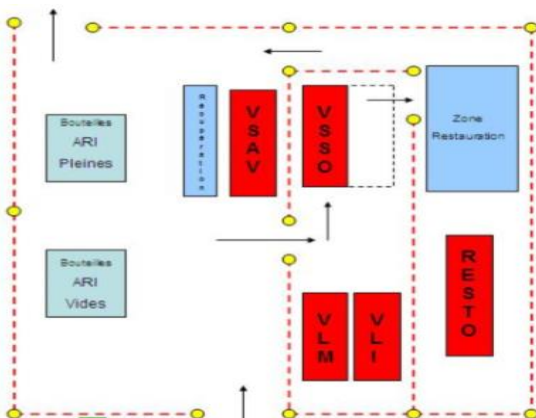 Bouteilles
ARI
Pleines
Récupération
VSAV
VSSO
Zone
Restauration
Bouteilles
ARI
Vides
VLM
VLI
RESTO